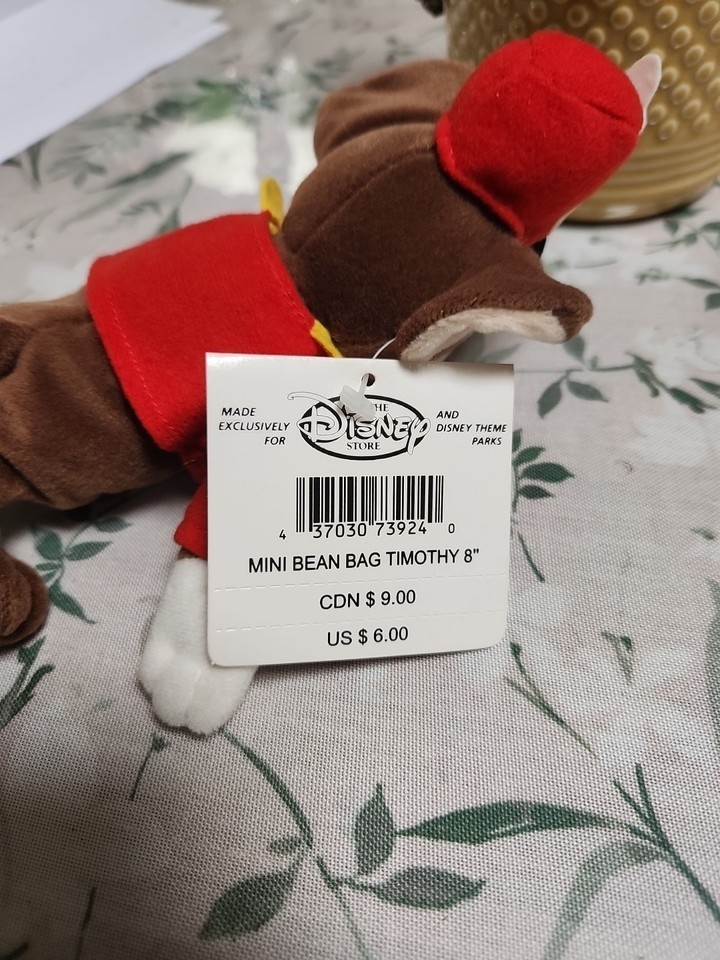 MADE
EXCLUSIVELY
FOR
THE
Disney
STORE
AND
DISNEY THEME
PARKS
4 37030 73924 0
MINI BEAN BAG TIMOTHY 8"
CDN $ 9.00
US $ 6.00